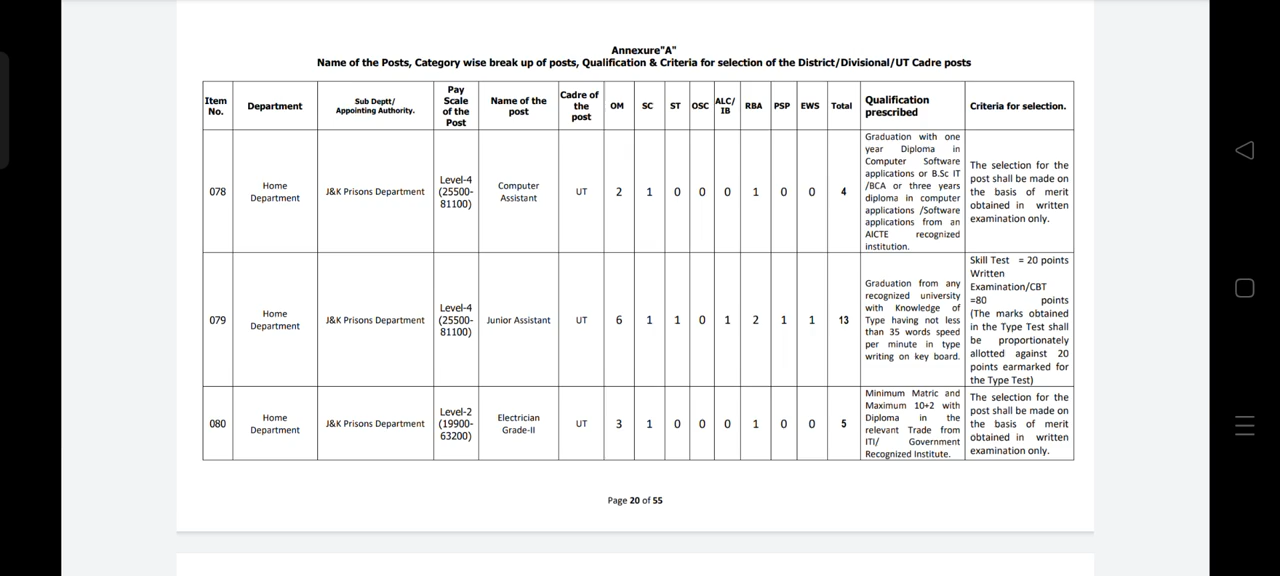 Annexure"A"
Name of the Posts, Category wise break up of posts, Qualification & Criteria for selection of the District/Divisional/UT Cadre posts
Item No.
Department
Sub Deptt/
Appointing Authority.
Pay
Scale
of the
Post
Name of the
post
Cadre of
the
post
OM
SC
ST
OSC
ALC/
IB
RBA
PSP
EWS
Total
Qualification
prescribed
Criteria for selection.
078
Home
Department
J&K Prisons Department
Level-4
(25500-
81100)
Computer
Assistant
UT
2
1
0
0
0
1
0
0
4
Graduation with one
year Diploma in
Computer Software
applications or B.Sc IT
/BCA or three years
diploma in computer
applications /Software
applications from an
AICTE recognized
institution.
The selection for the
post shall be made on
the basis of merit
obtained in written
examination only.
079
Home
Department
J&K Prisons Department
Level-4
(25500-
81100)
Junior Assistant
UT
6
1
1
0
1
2
1
1
13
Graduation from any
recognized university
with Knowledge of
Type having not less
than 35 words speed
per minute in type
writing on key board.
Skill Test = 20 points
Written
Examination/CBT
=80 points
(The marks obtained
in the Type Test shall
be proportionately
allotted against 20
points earmarked for
the Type Test)
080
Home
Department
J&K Prisons Department
Level-2
(19900-
63200)
Electrician
Grade-II
UT
3
1
0
0
0
1
0
0
5
Minimum Matric and
Maximum 10+2 with
Diploma in the
relevant Trade from
ITI/ Government
Recognized Institute.
The selection for the
post shall be made on
the basis of merit
obtained in written
examination only.
Page 20 of 55